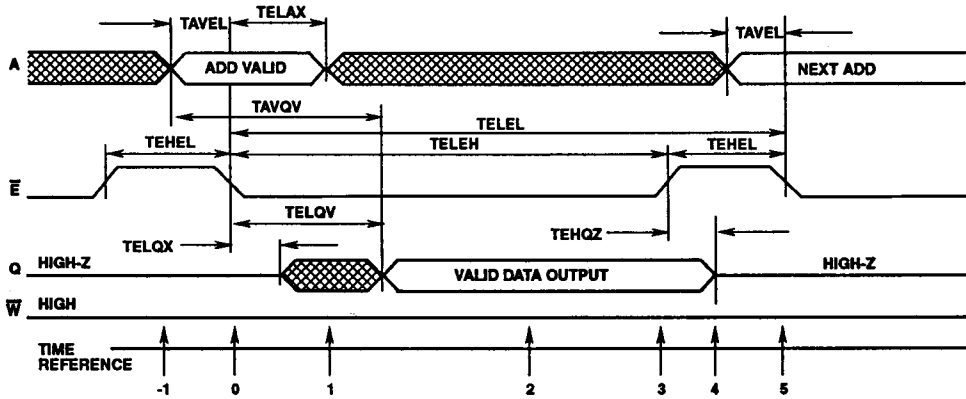 TAVEL TELAX TAVEL
A ADD VALID NEXT ADD
TAVQV
TELEL
TEHEL TELEH TEHEL
E
TELQV
TELQX TEHQZ
Q HIGH-Z VALID DATA OUTPUT HIGH-Z
W HIGH
TIME
REFERENCE
-1 0 1 2 3 4 5